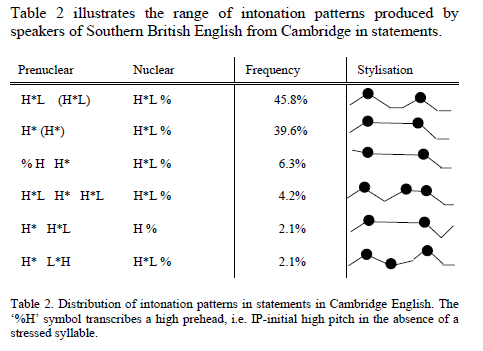 Table 2 illustrates the range of intonation patterns produced by
speakers of Southern British English from Cambridge in statements.
Prenuclear Nuclear Frequency Stylisation
H*L (H*L) H*L % 45.8%
H* (H*) H*L % 39.6%
%H H* H*L % 6.3%
H*L H* H*L H*L % 4.2%
H* H*L H% 2.1%
H* L*H H*L % 2.1%
Table 2. Distribution of intonation patterns in statements in Cambridge English. The
‘%H’ symbol transcribes a high prehead, i.e. IP-initial high pitch in the absence of a
stressed syllable.